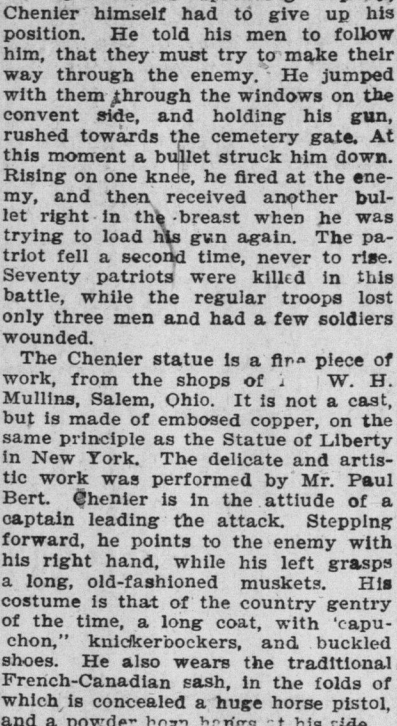 Chenier himself had to give up his
position. He told his men to follow
him, that they must try to make their
way through the enemy. He jumped
with them through the windows on the
convent side, and holding his gun,
rushed towards the cemetery gate. At
this moment a bullet struck him down.
Rising on one knee, he fired at the ene-
my, and then received another bul-
let right in the breast when he was
trying to load his gun again. The pa-
triot fell a second time, never to rise.
Seventy patriots were killed in this
battle, while the regular troops lost
only three men and had a few soldiers
wounded.
The Chenier statue is a fine piece of
work, from the shops of W. H.
Mullins, Salem, Ohio. It is not a cast,
but is made of embosed copper, on the
same principle as the Statue of Liberty
in New York. The delicate and artis-
tic work was performed by Mr. Paul
Bert. Chenier is in the attiude of a
captain leading the attack. Stepping
forward, he points to the enemy with
his right hand, while his left grasps
a long, old-fashioned muskets. His
costume is that of the country gentry
of the time, a long coat, with 'capu-
chon," knickerbockers, and buckled
shoes. He also wears the traditional
French-Canadian sash, in the folds of
which is concealed a huge horse pistol,
and a powder horn hangs at his side